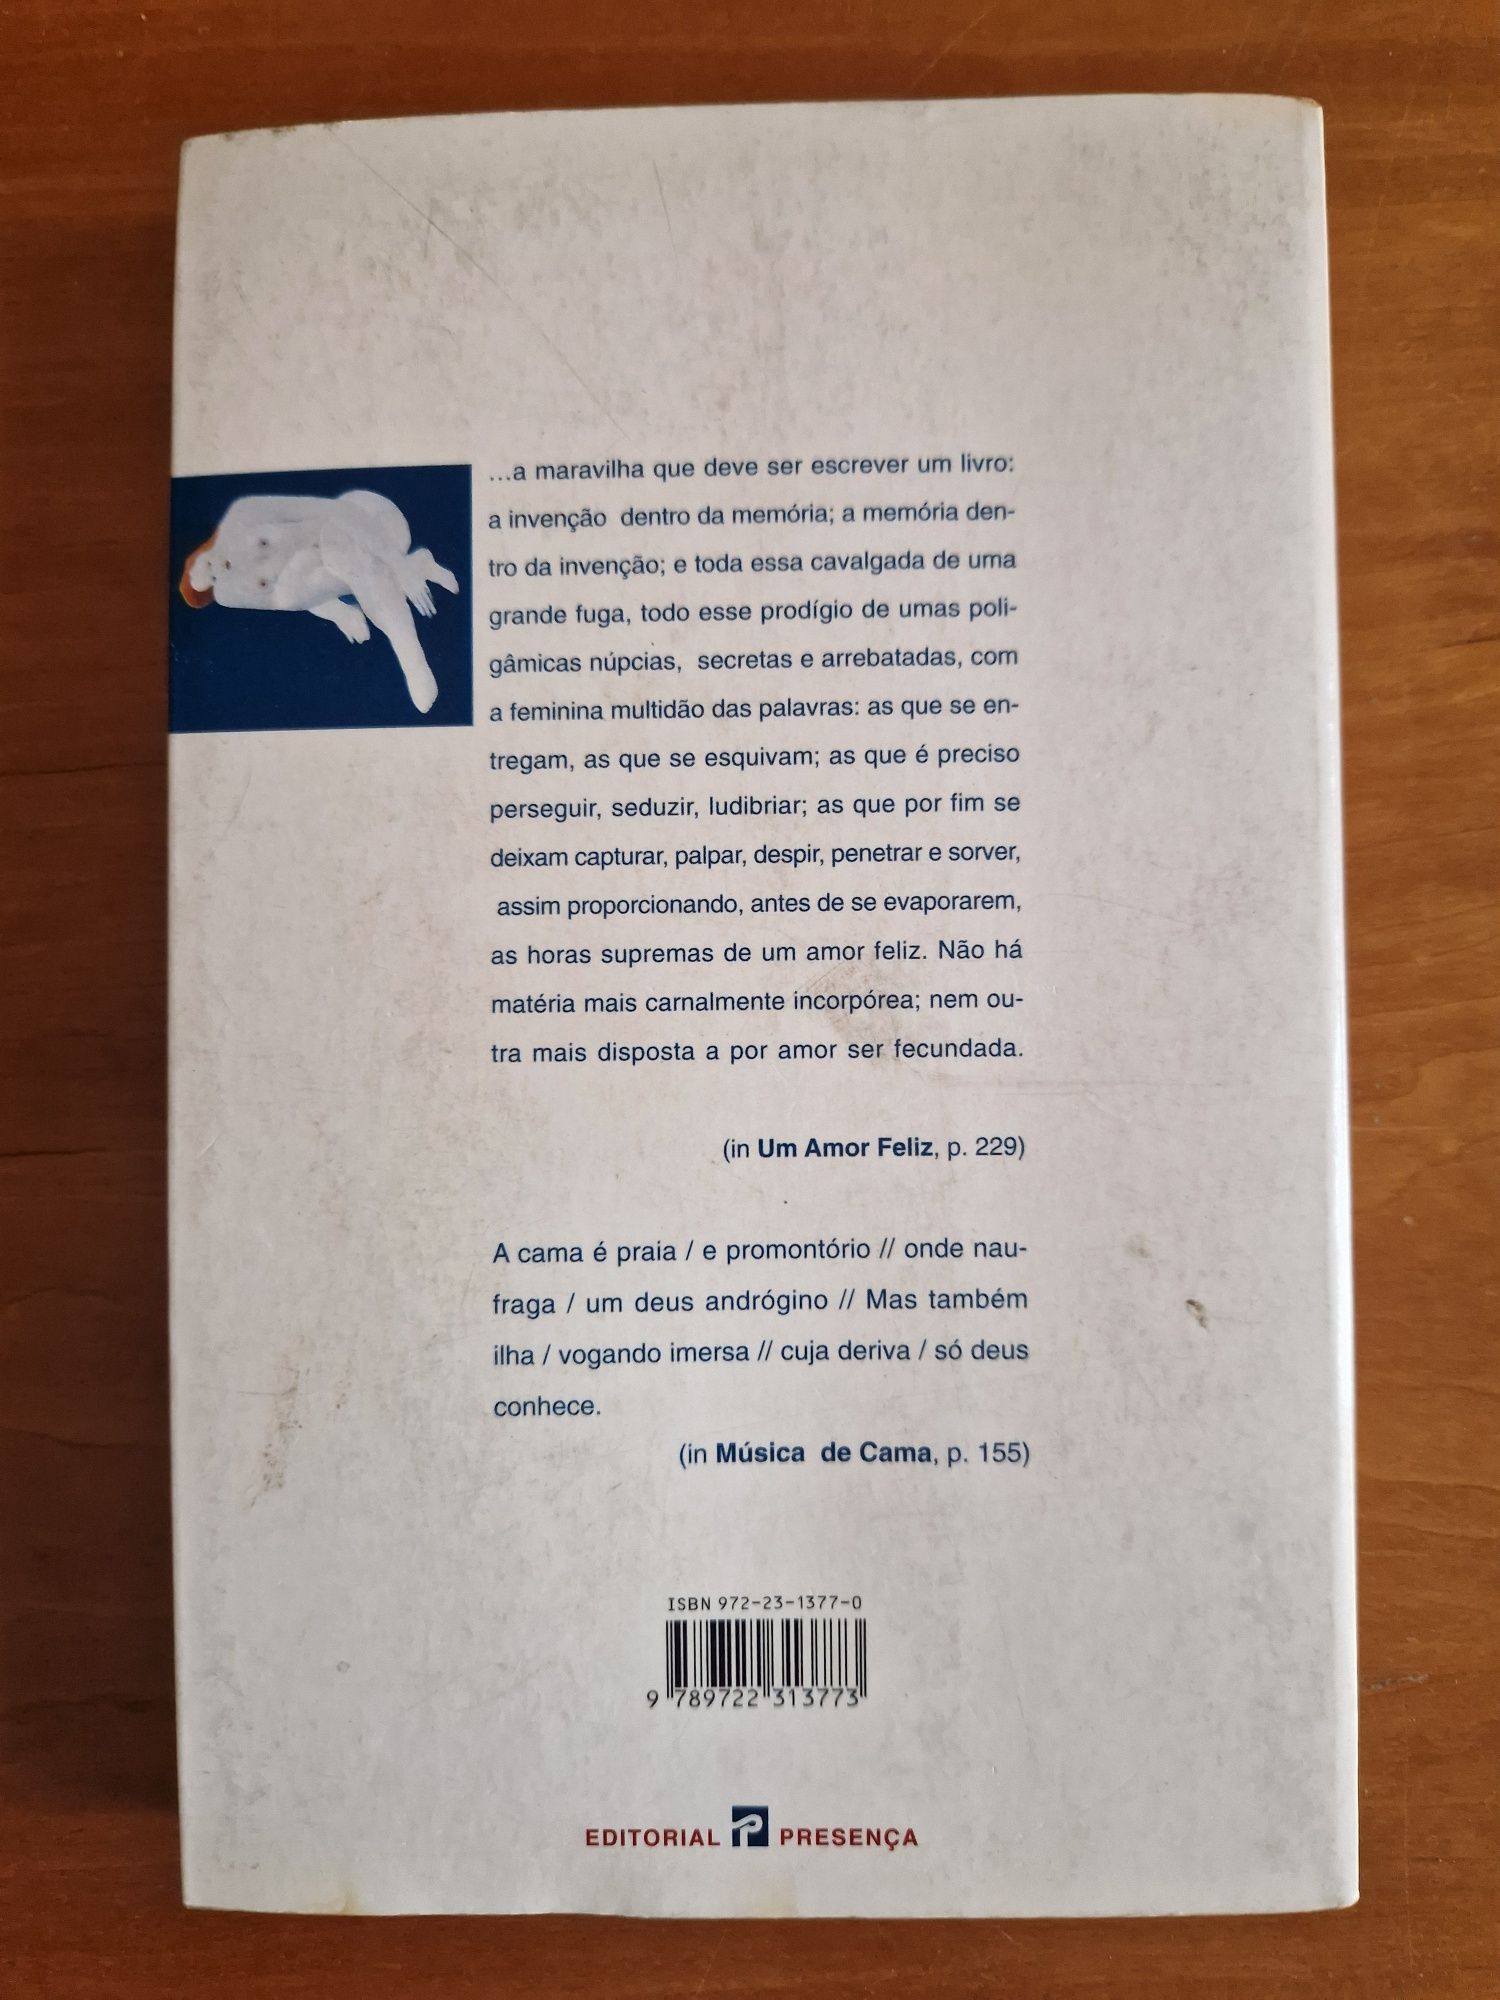 ...a maravilha que deve ser escrever um livro:
a invenção dentro da memória; a memória den-
tro da invenção; e toda essa cavalgada de uma
grande fuga, todo esse prodígio de umas poli-
gâmicas núpcias, secretas e arrebatadas, com
a feminina multidão das palavras: as que se en-
tregam, as que se esquivam; as que é preciso
perseguir, seduzir, ludibriar; as que por fim se
deixam capturar, palpar, despir, penetrar e sorver,
assim proporcionando, antes de se evaporarem,
as horas supremas de um amor feliz. Não há
matéria mais carnalmente incorpórea; nem ou-
tra mais disposta a por amor ser fecundada.
(in Um Amor Feliz, p. 229)
A cama é praia / e promontório // onde nau-
fraga / um deus andrógino // Mas também
ilha / vogando imersa // cuja deriva / só deus
conhece.
(in Música de Cama, p. 155)
ISBN 972-23-1377-0
9 789722 313773
EDITORIAL P PRESENÇA